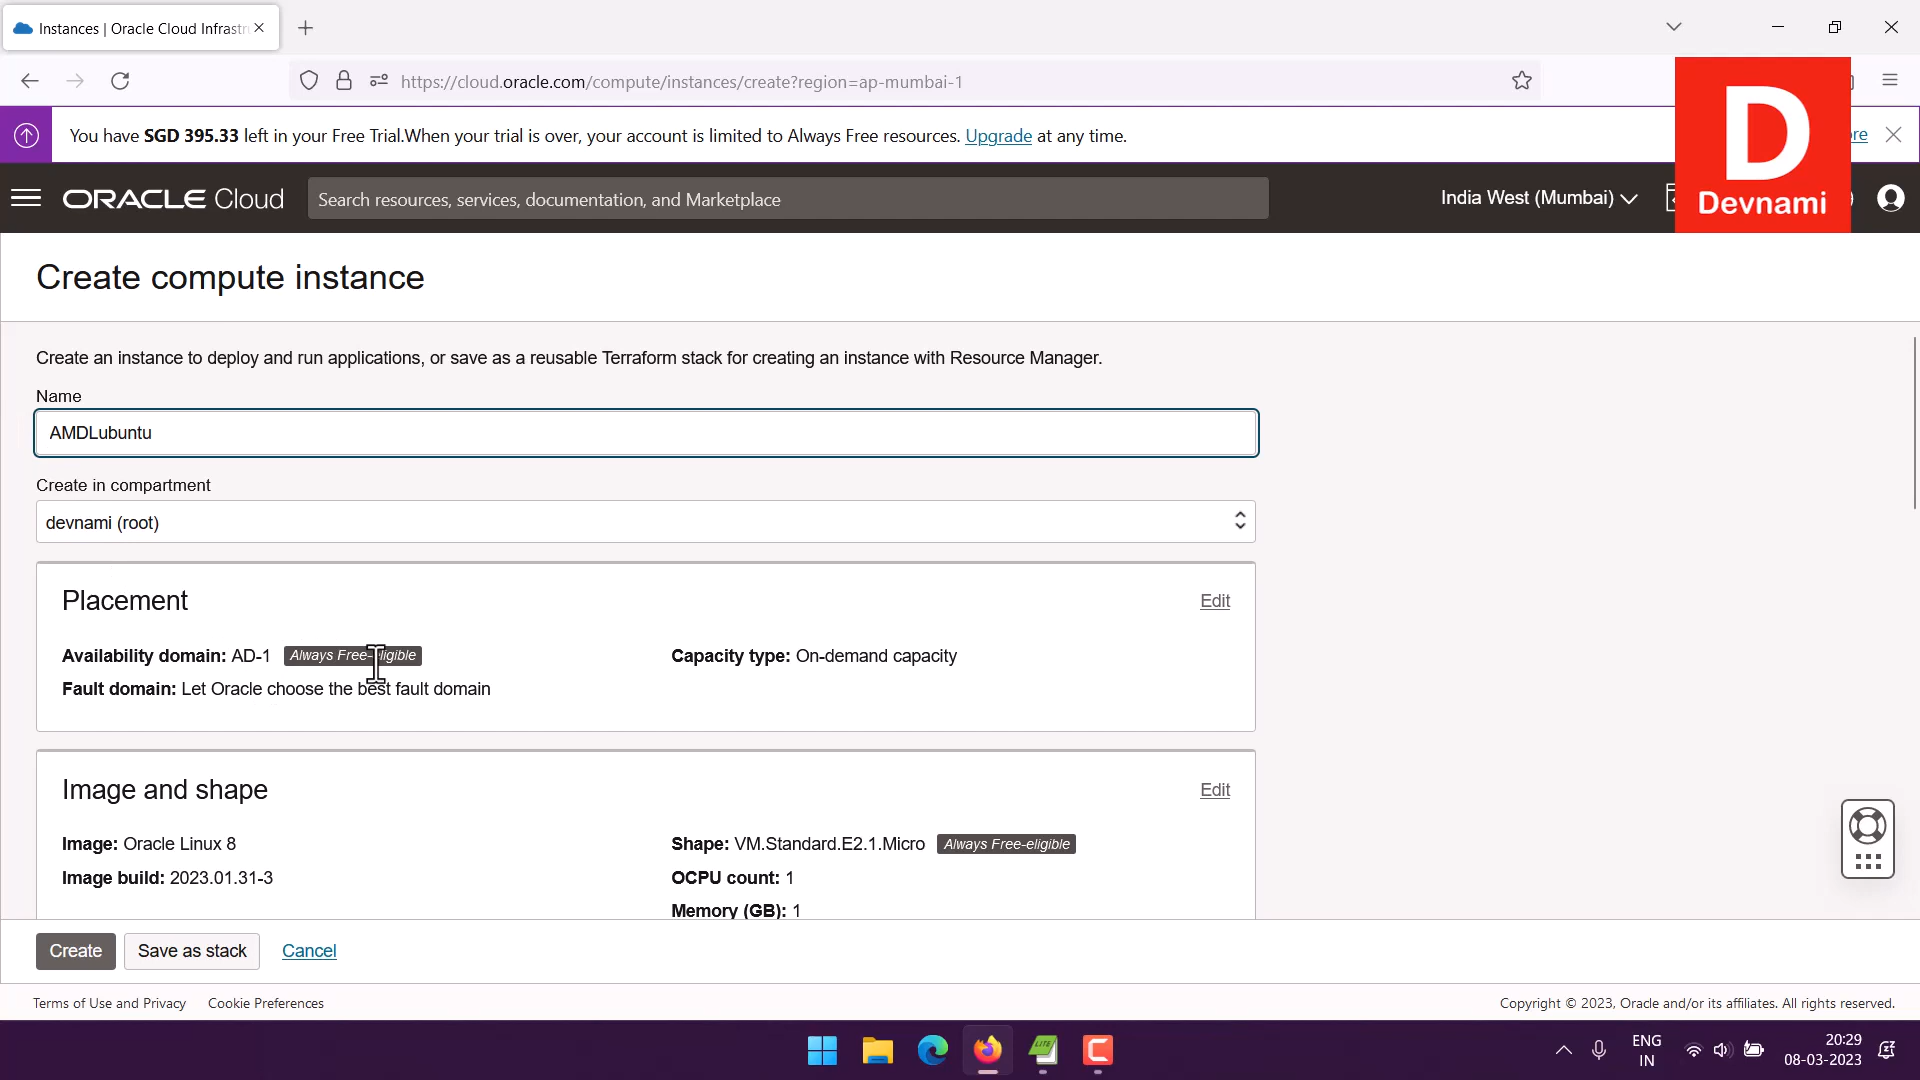 Instances | Oracle Cloud Infrastr
https://cloud.oracle.com/compute/instances/create?region=ap-mumbai-1
You have SGD 395.33 left in your Free Trial.When your trial is over, your account is limited to Always Free resources. Upgrade at any time.
D
Devnami
ORACLE Cloud
Search resources, services, documentation, and Marketplace
India West (Mumbai)
Create compute instance
Create an instance to deploy and run applications, or save as a reusable Terraform stack for creating an instance with Resource Manager.
Name
AMDLubuntu
Create in compartment
devnami (root)
Placement
Edit
Availability domain: AD-1 Always Free-eligible
Capacity type: On-demand capacity
Fault domain: Let Oracle choose the best fault domain
Image and shape
Edit
Image: Oracle Linux 8
Shape: VM.Standard.E2.1.Micro Always Free-eligible
Image build: 2023.01.31-3
OCPU count: 1
Memory (GB): 1
Create
Save as stack
Cancel
Terms of Use and Privacy
Cookie Preferences
Copyright © 2023, Oracle and/or its affiliates. All rights reserved.
LITE
C
ENG
IN
20:29
08-03-2023